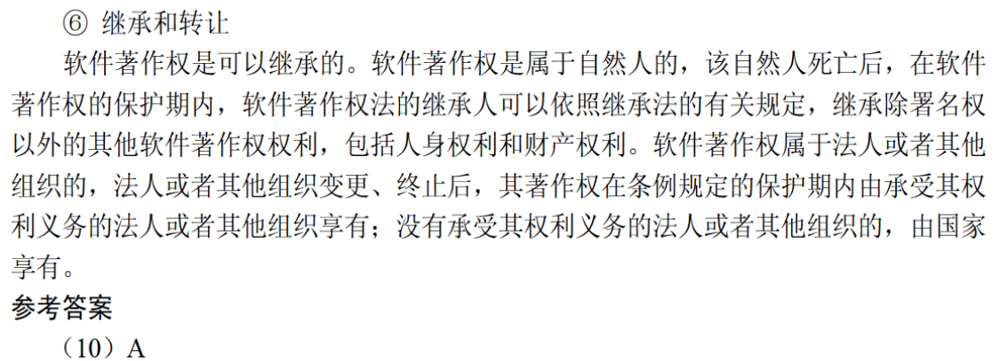 ⑥ 继承和转让
软件著作权是可以继承的。软件著作权是属于自然人的，该自然人死亡后，在软件
著作权的保护期内，软件著作权法的继承人可以依照继承法的有关规定，继承除署名权
以外的其他软件著作权权利，包括人身权利和财产权利。软件著作权属于法人或者其他
组织的，法人或者其他组织变更、终止后，其著作权在条例规定的保护期内由承受其权
利义务的法人或者其他组织享有；没有承受其权利义务的法人或者其他组织的，由国家
享有。
参考答案
（10）A